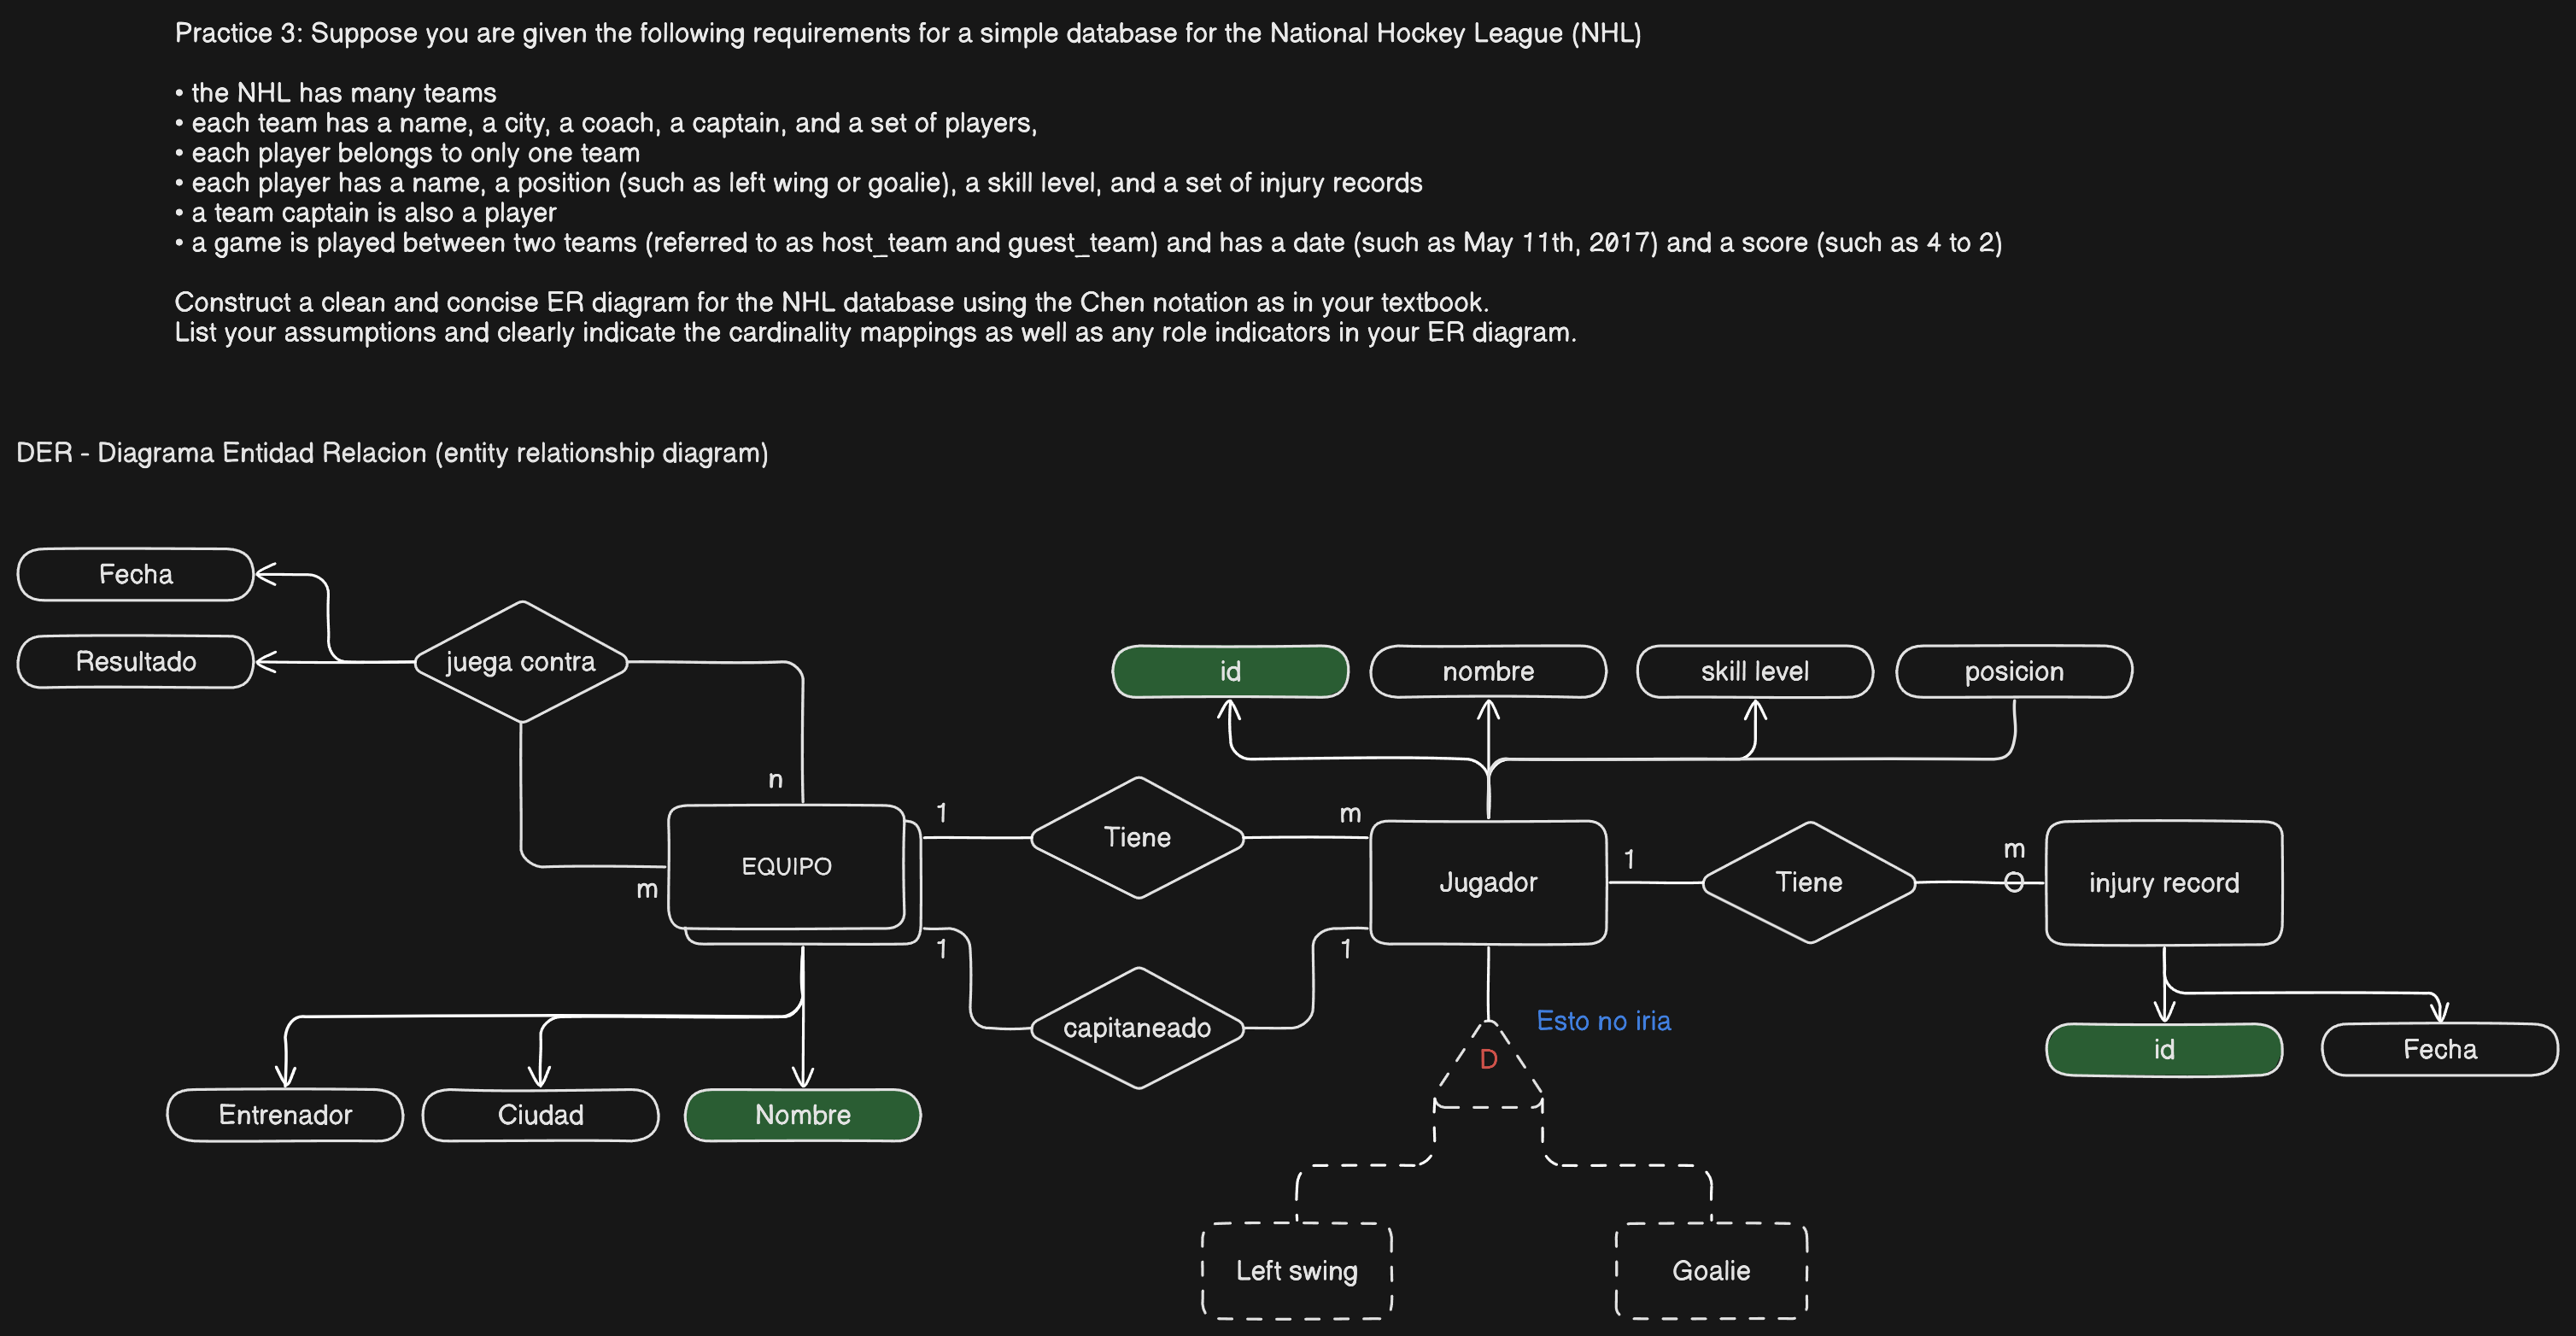 Practice 3: Suppose you are given the following requirements for a simple database for the National Hockey League (NHL)
• the NHL has many teams
• each team has a name, a city, a coach, a captain, and a set of players,
• each player belongs to only one team
• each player has a name, a position (such as left wing or goalie), a skill level, and a set of injury records
• a team captain is also a player
• a game is played between two teams (referred to as host_team and guest_team) and has a date (such as May 11th, 2017) and a score (such as 4 to 2)
Construct a clean and concise ER diagram for the NHL database using the Chen notation as in your textbook.
List your assumptions and clearly indicate the cardinality mappings as well as any role indicators in your ER diagram.
DER - Diagrama Entidad Relacion (entity relationship diagram)
Fecha
Resultado
juega contra
id
nombre
skill level
posicion
n
m
EQUIPO
1
Tiene
m
Jugador
1
Tiene
m
injury record
1
capitaneado
1
Entrenador
Ciudad
Nombre
Esto no iria
D
id
Fecha
Left swing
Goalie